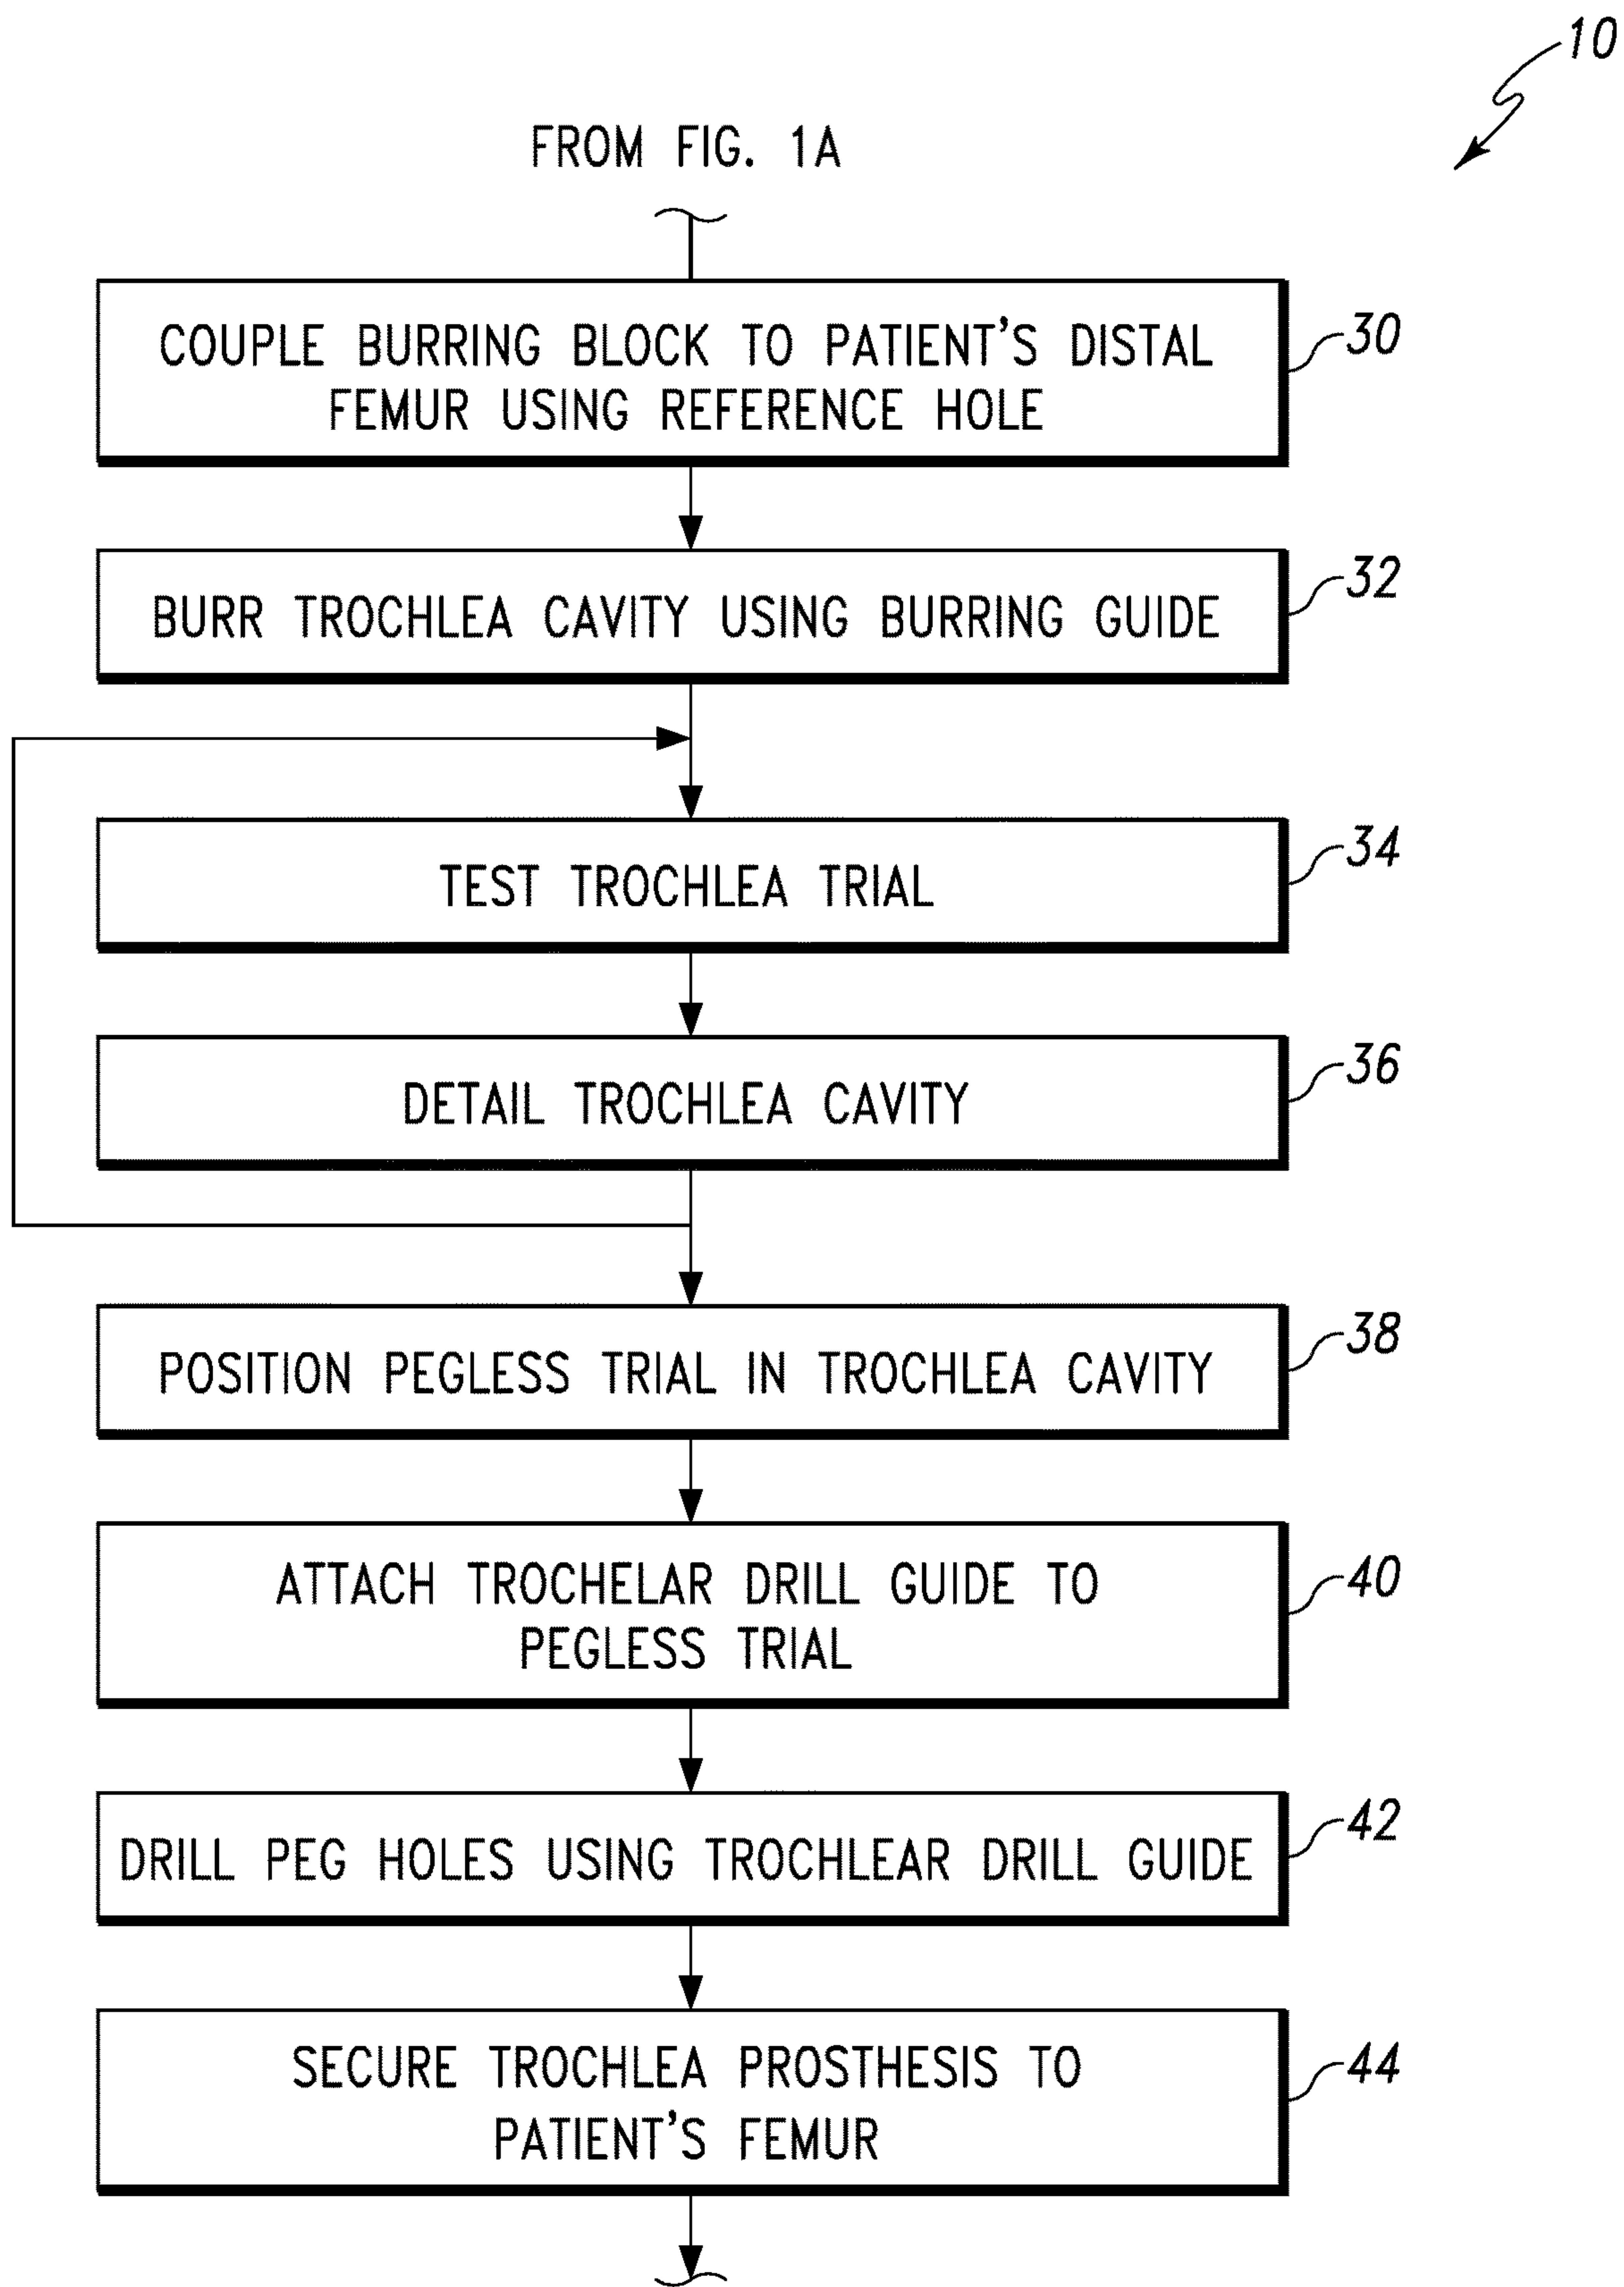 10
FROM FIG. 1A
COUPLE BURRING BLOCK TO PATIENT'S DISTAL
FEMUR USING REFERENCE HOLE
30
BURR TROCHLEA CAVITY USING BURRING GUIDE
32
TEST TROCHLEA TRIAL
34
DETAIL TROCHLEA CAVITY
36
POSITION PEGLESS TRIAL IN TROCHLEA CAVITY
38
ATTACH TROCHELAR DRILL GUIDE TO
PEGLESS TRIAL
40
DRILL PEG HOLES USING TROCHLEAR DRILL GUIDE
42
SECURE TROCHLEA PROSTHESIS TO
PATIENT'S FEMUR
44